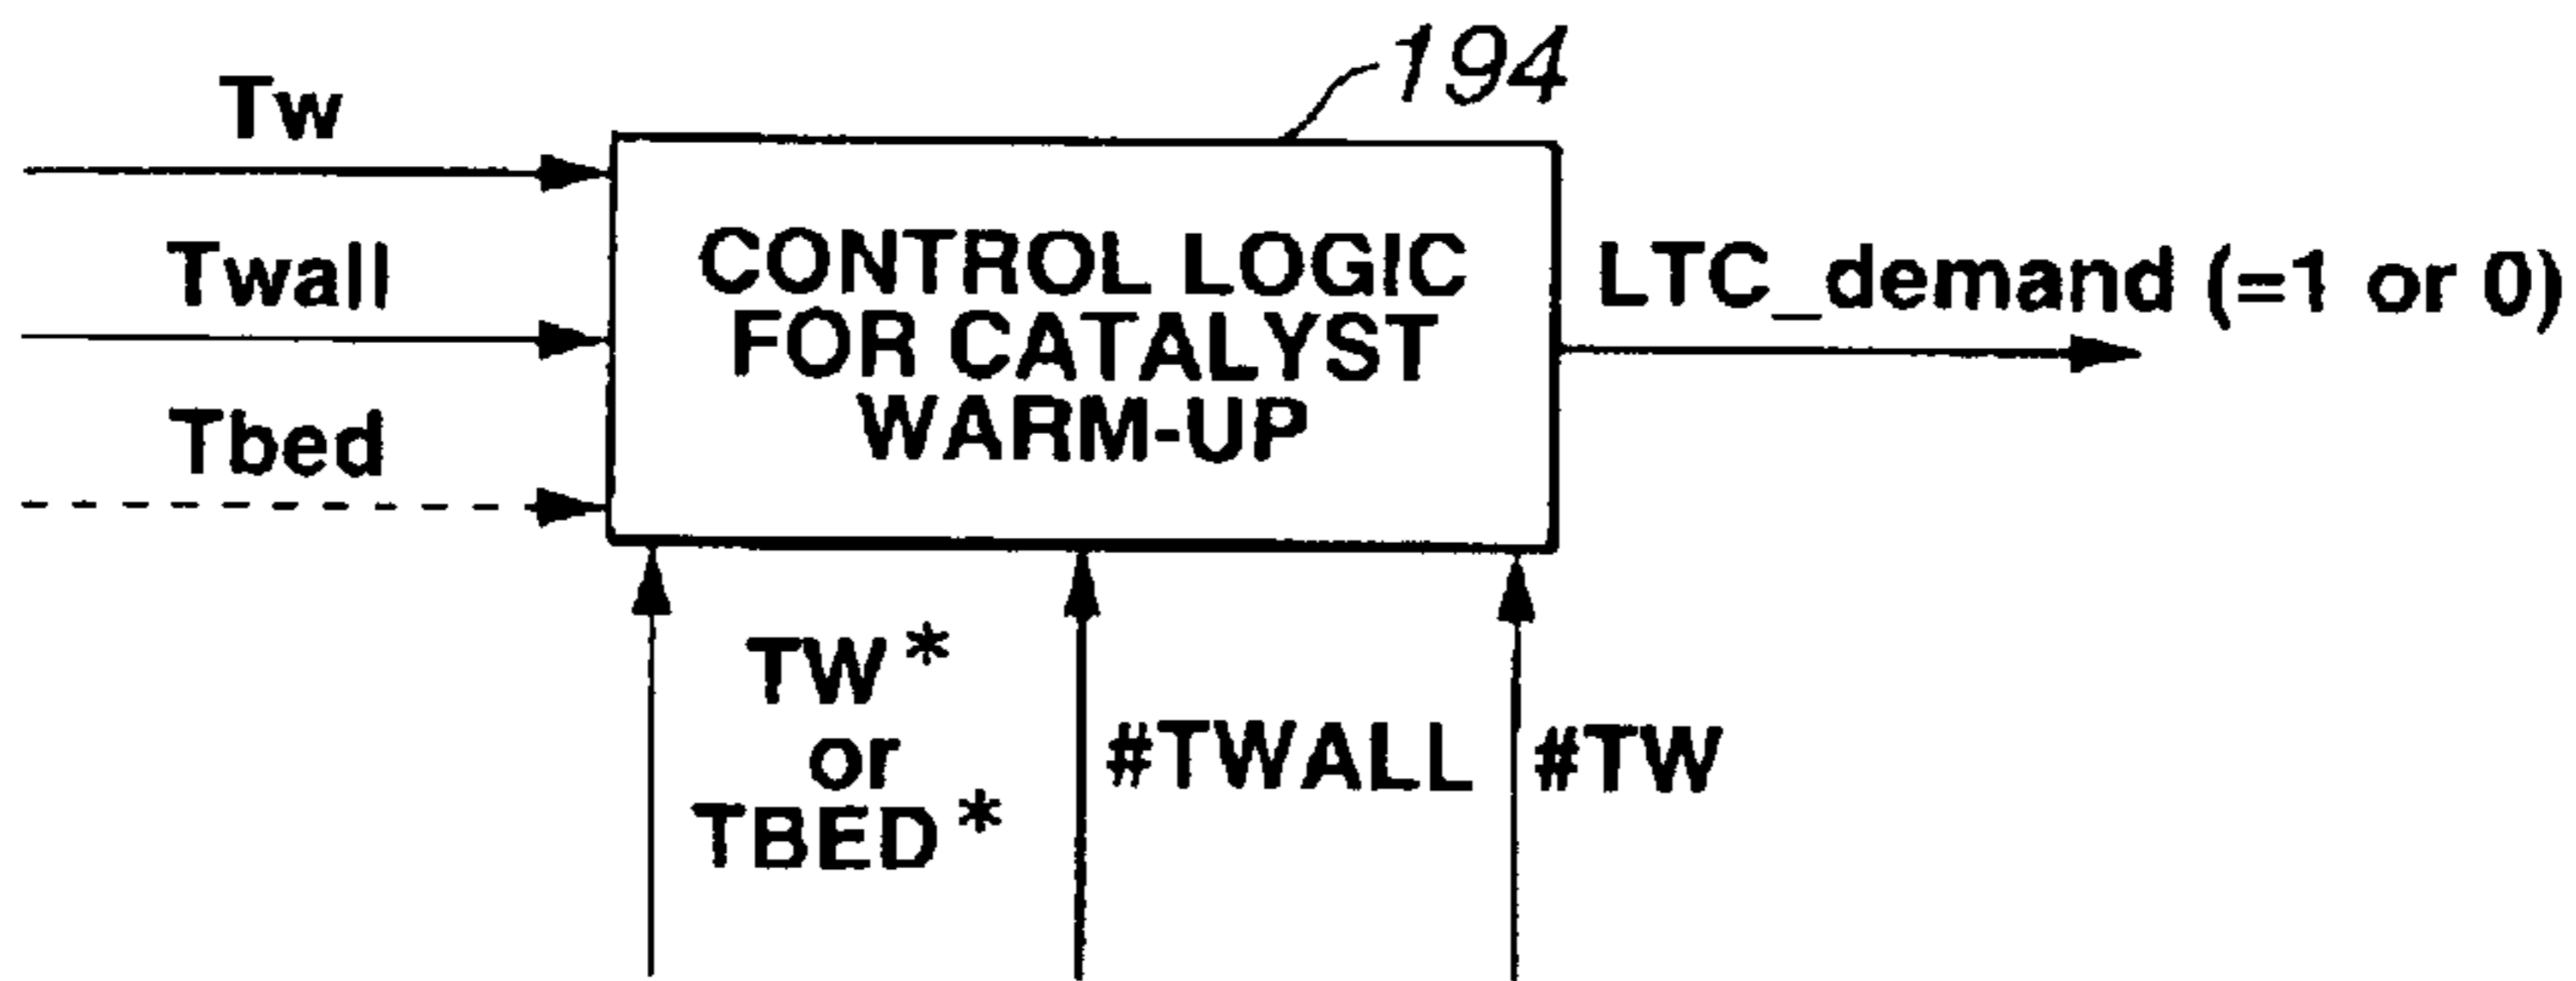 194
Tw
Twall
Tbed
CONTROL LOGIC
FOR CATALYST
WARM-UP
LTC_demand (=1 or 0)
TW*
or
TBED*
#TWALL
#TW